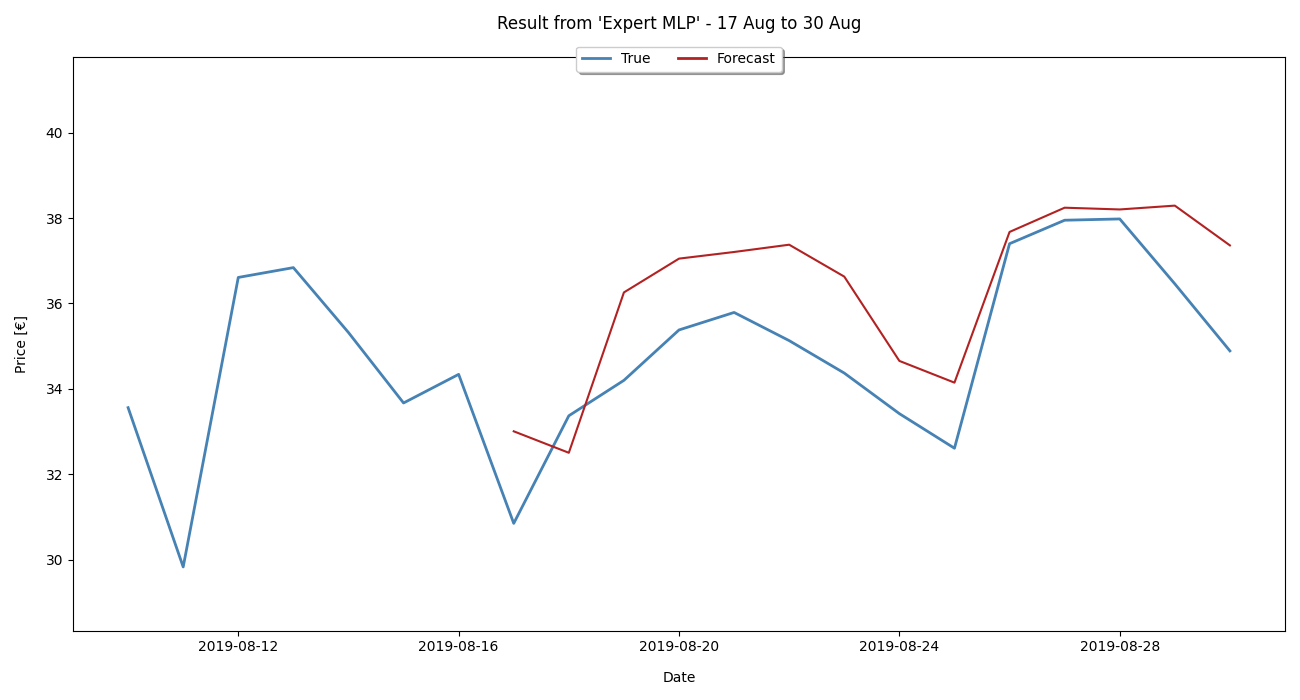 Result from 'Expert MLP' - 17 Aug to 30 Aug
True Forecast
40
38
36
34
32
30
Price [€]
2019-08-12 2019-08-16 2019-08-20 2019-08-24 2019-08-28
Date